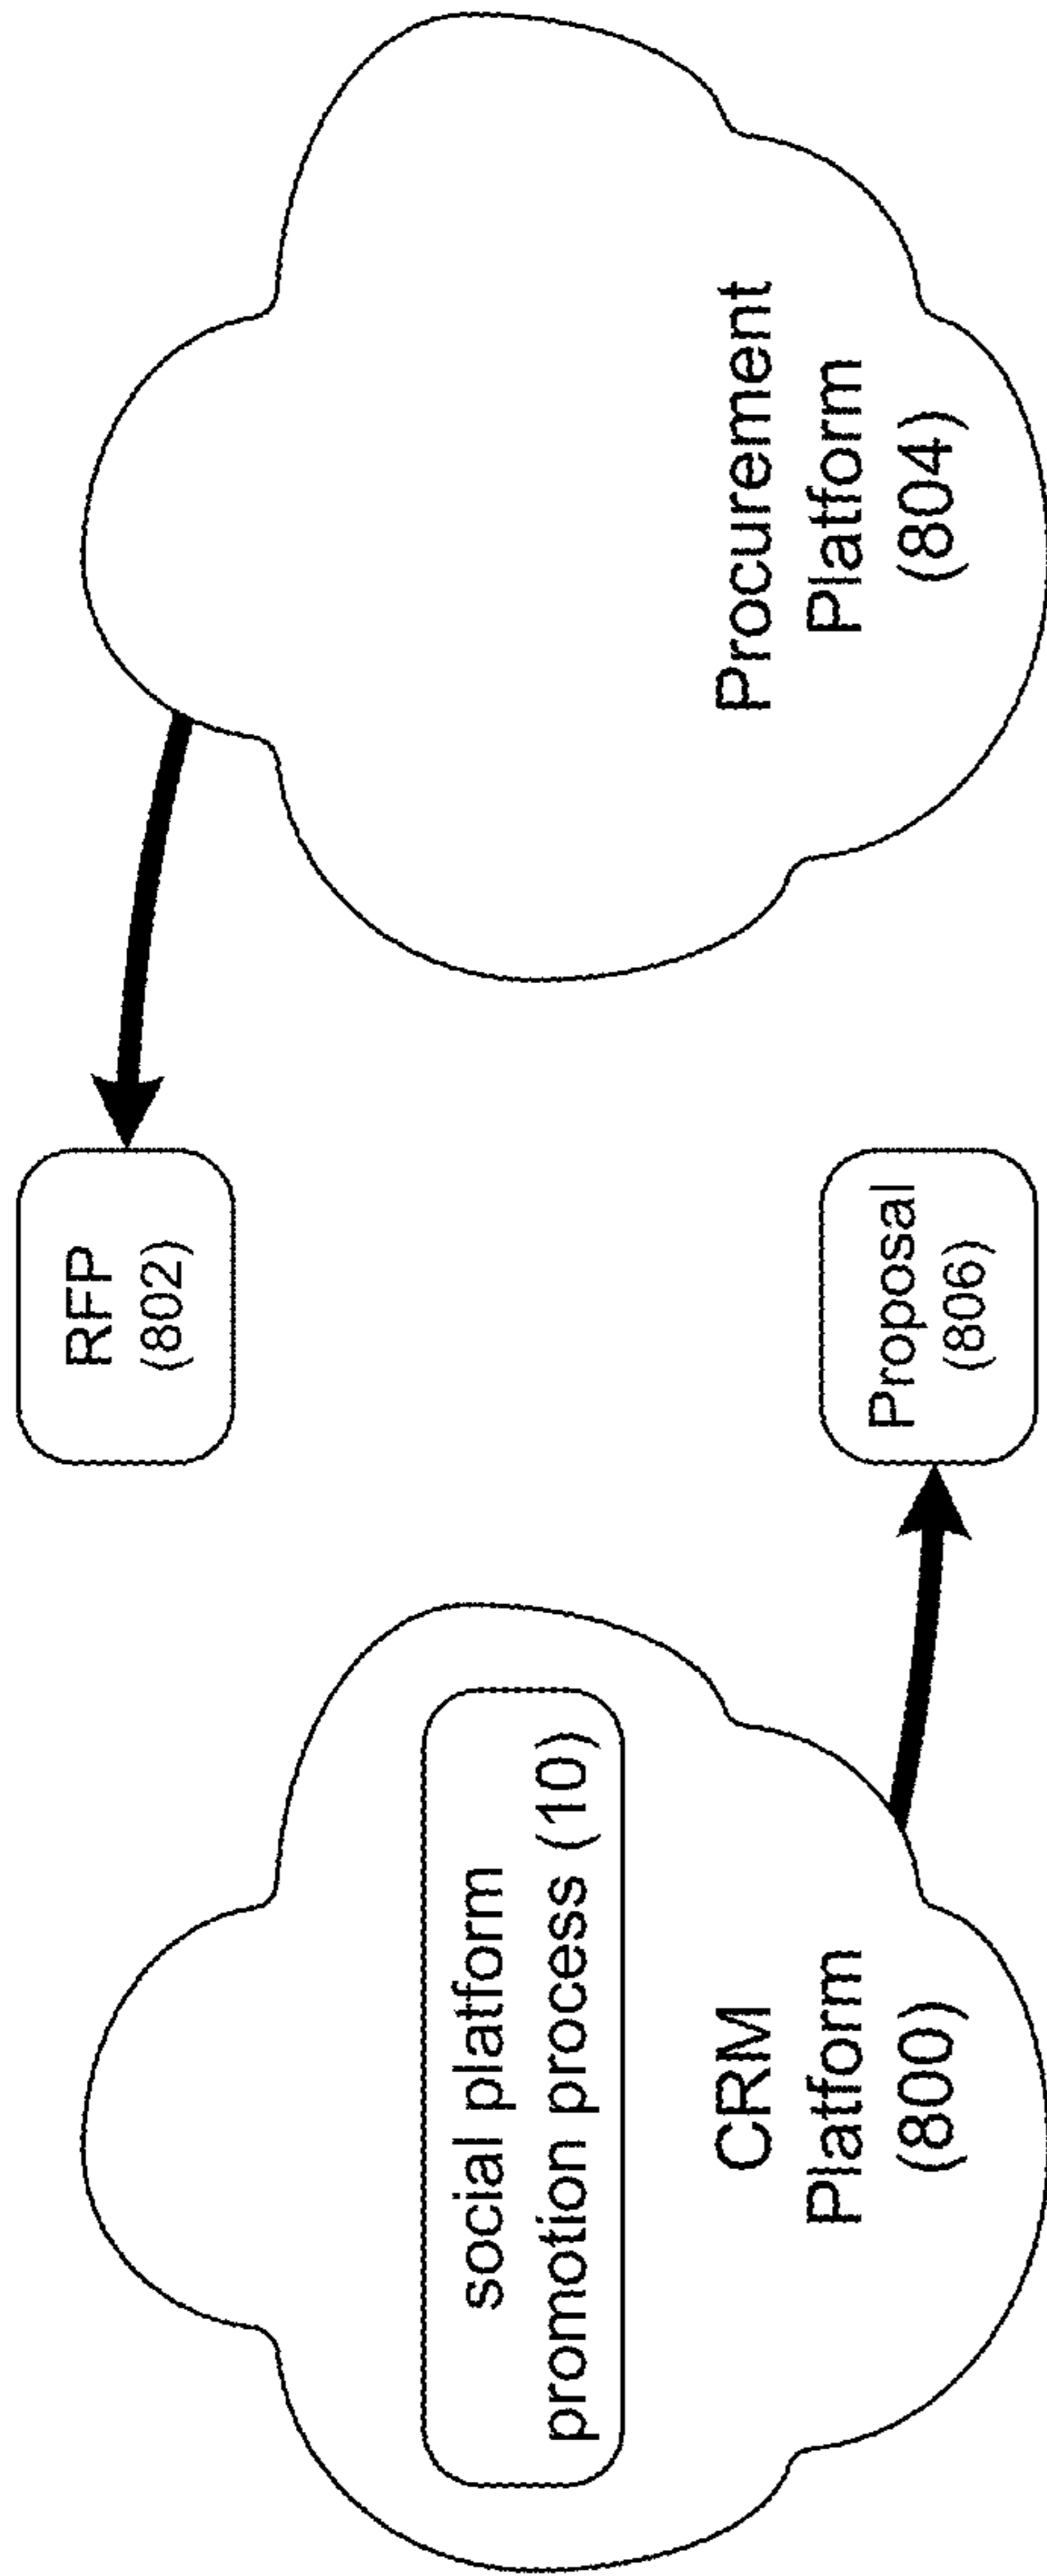 social platform
promotion process (10)
CRM
Platform
(800)
RFP
(802)
Proposal
(806)
Procurement
Platform
(804)